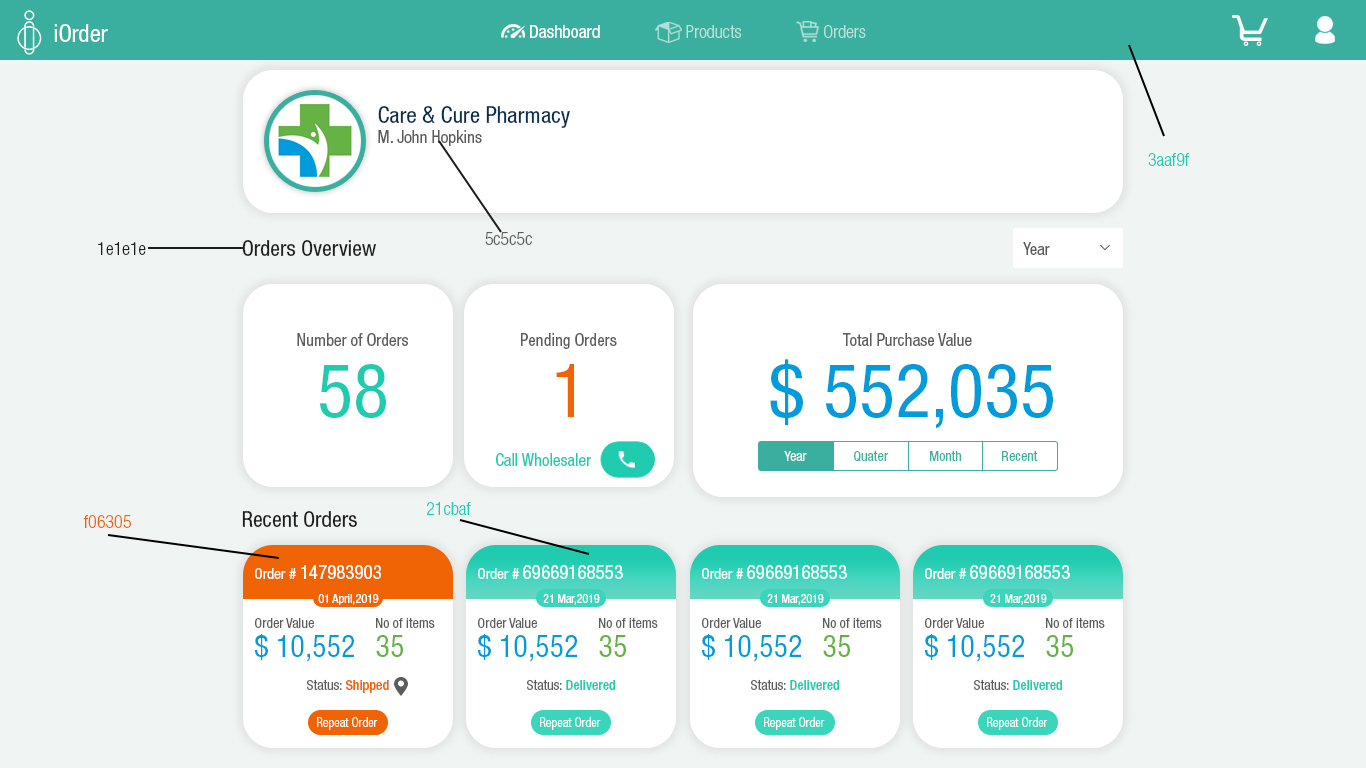 iOrder
Dashboard
Products
Orders
Care & Cure Pharmacy
M. John Hopkins
3aaf9f
5c5c5c
1e1e1e
Orders Overview
Year
Number of Orders
58
Pending Orders
1
Call Wholesaler
Total Purchase Value
$ 552,035
Year
Quater
Month
Recent
f06305
Recent Orders
21cbaf
Order # 147983903
01 April,2019
Order Value
No of items
$ 10,552
35
Status: Shipped
Repeat Order
Order # 69669168553
21 Mar,2019
Order Value
No of items
$ 10,552
35
Status: Delivered
Repeat Order
Order # 69669168553
21 Mar,2019
Order Value
No of items
$ 10,552
35
Status: Delivered
Repeat Order
Order # 69669168553
21 Mar,2019
Order Value
No of items
$ 10,552
35
Status: Delivered
Repeat Order